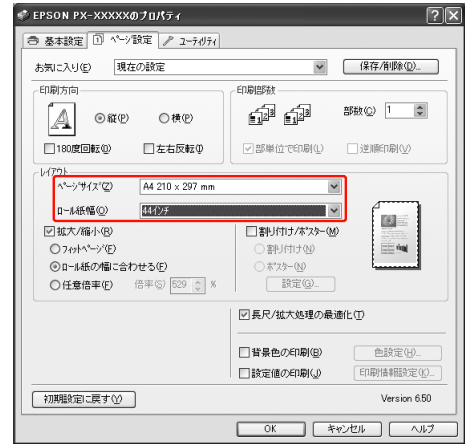 EPSON PX-XXXXXのプロパティ
基本設定 ページ設定 ユーティリティ
お気に入り(E) 現在の設定 保存/削除(D)...
印刷方向
縦(P) 横(O)
180度回転(0) 左右反転(I)
印刷部数
部数(C) 1
部単位で印刷(L) 逆順印刷(V)
レイアウト
ページサイズ(Z) A4 210 x 297 mm
ロール紙幅(O) 44インチ
拡大/縮小(R)
フィットページ(E)
ロール紙の幅に合わせる(F)
任意倍率(F) 倍率(S) 529 %
割り付け/ポスター(M)
割り付け(N)
ポスター(N)
設定(G)...
長尺/拡大処理の最適化(T)
背景色の印刷(B) 色設定(H)...
設定値の印刷(J) 印刷情報設定(K)...
初期設定に戻す(Y) Version 6.50
OK キャンセル ヘルプ